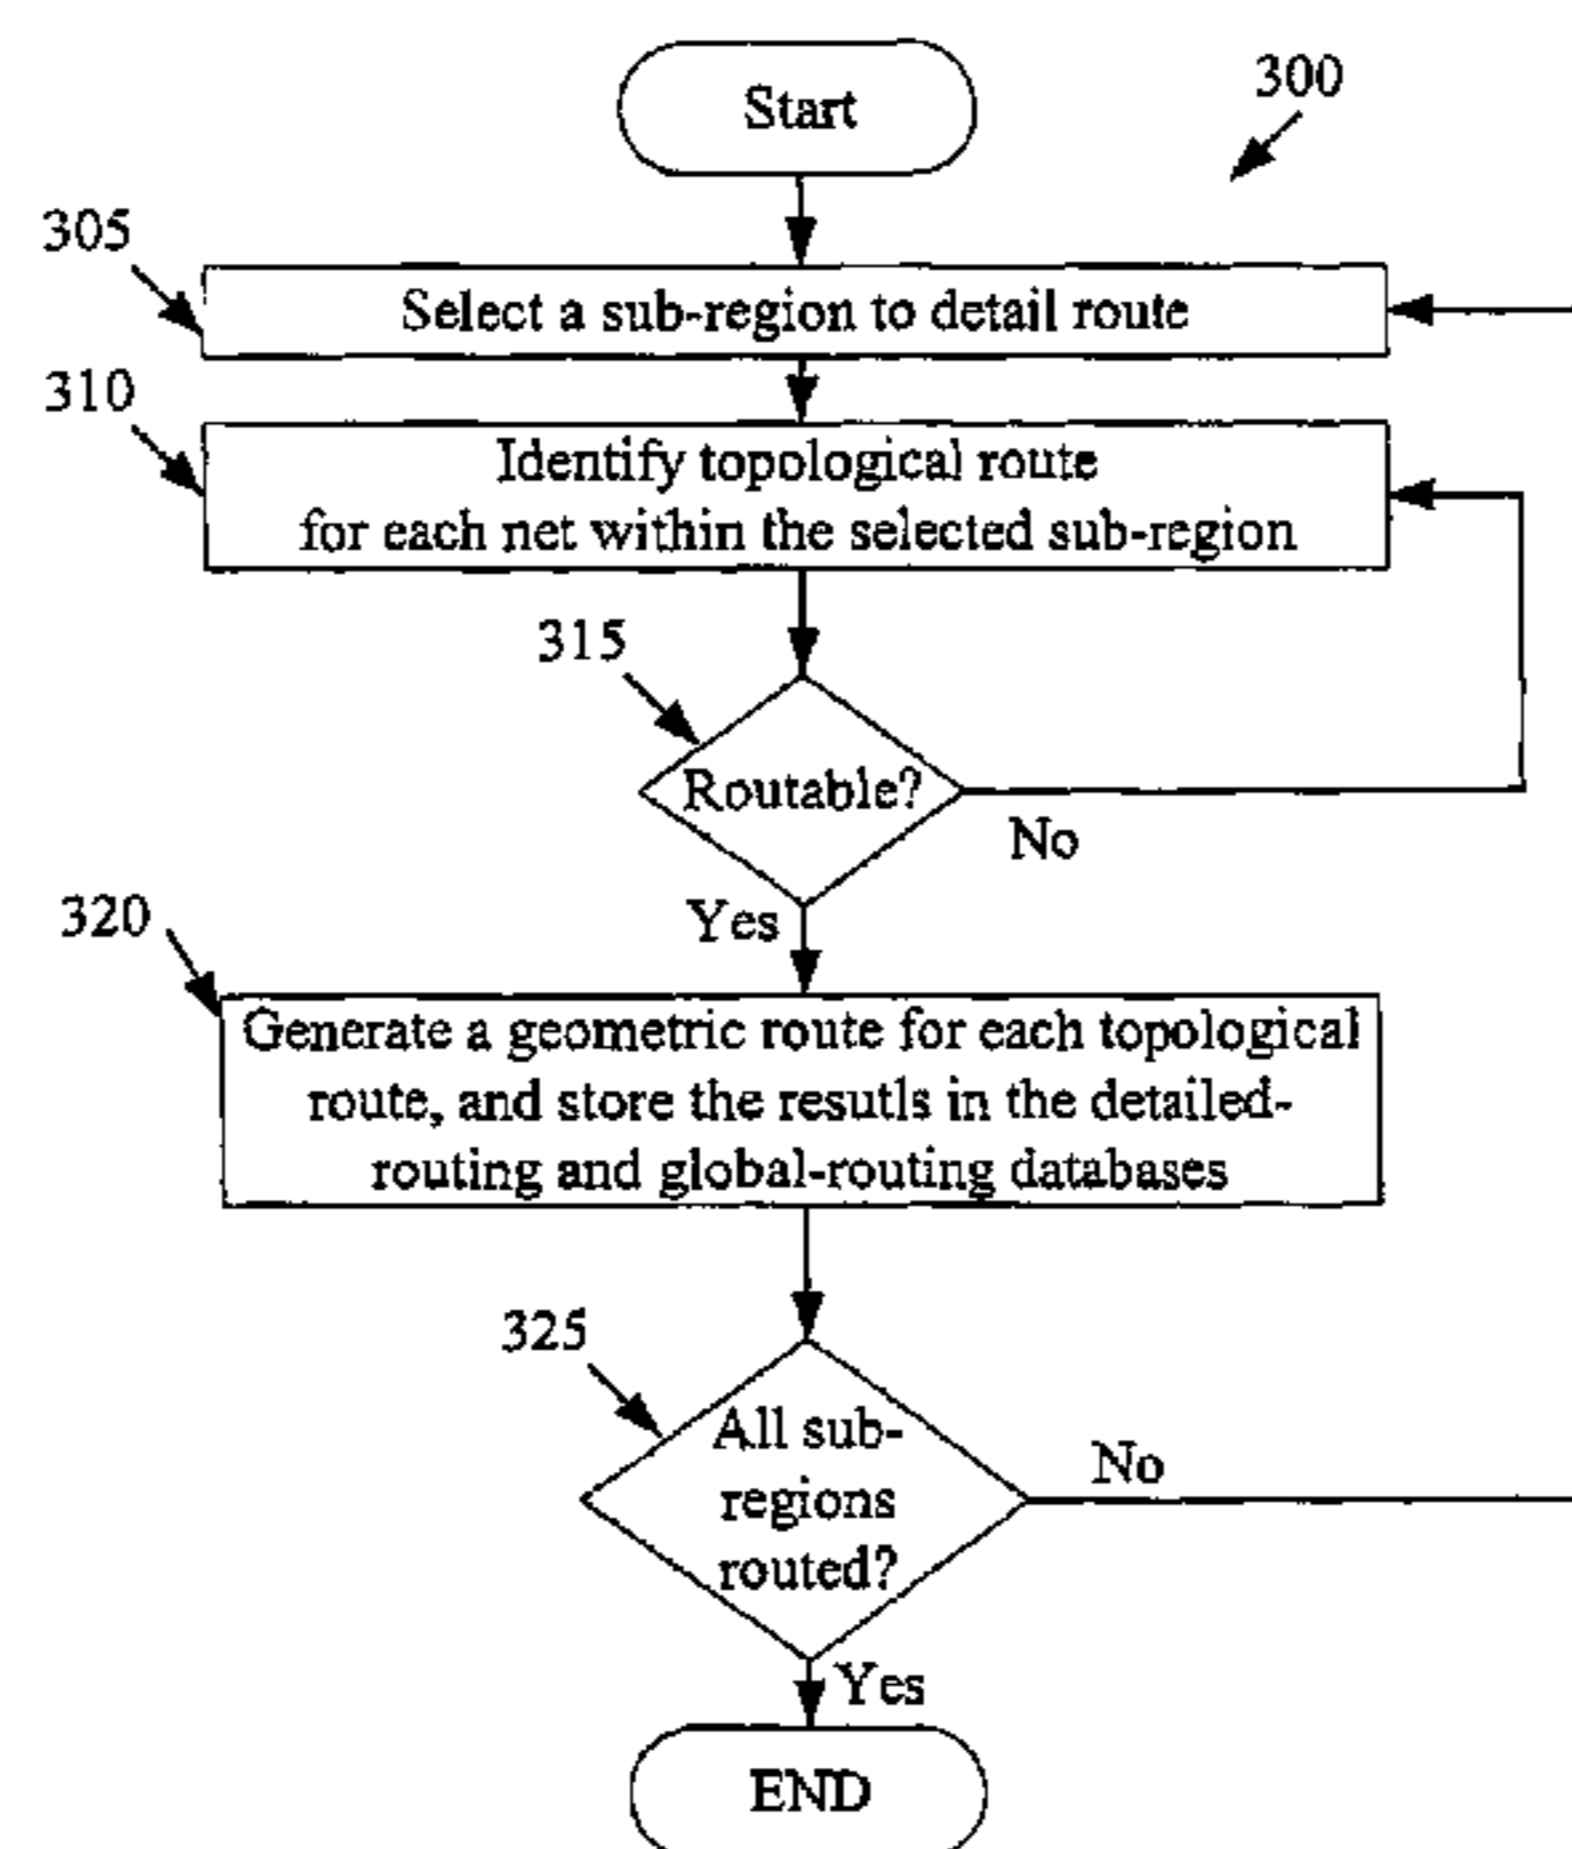 Start
300
305
Select a sub-region to detail route
310
Identify topological route
for each net within the selected sub-region
315
Routable?
No
Yes
320
Generate a geometric route for each topological
route, and store the resutls in the detailed-
routing and global-routing databases
325
All sub-
regions
routed?
No
Yes
END